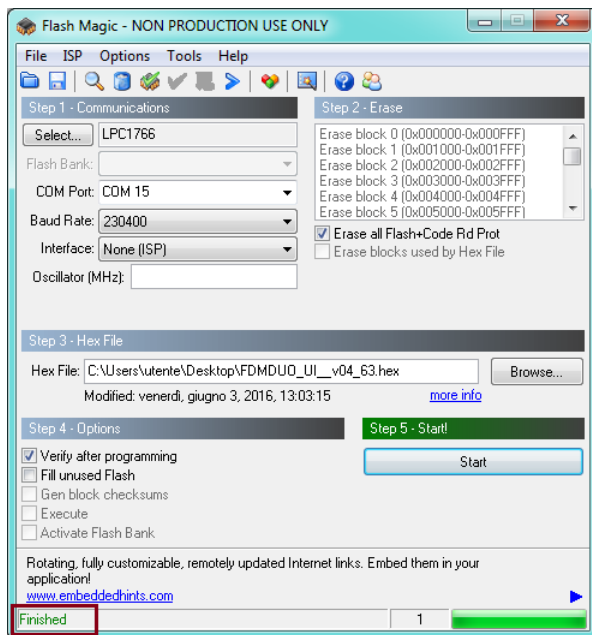 Flash Magic - NON PRODUCTION USE ONLY
File ISP Options Tools Help
Step 1 - Communications
Select... LPC1766
Flash Bank:
COM Port: COM 15
Baud Rate: 230400
Interface: None (ISP)
Oscillator (MHz):
Step 2 - Erase
Erase block 0 (0x000000-0x000FFF)
Erase block 1 (0x001000-0x001FFF)
Erase block 2 (0x002000-0x002FFF)
Erase block 3 (0x003000-0x003FFF)
Erase block 4 (0x004000-0x004FFF)
Erase block 5 (0x005000-0x005FFF)
Erase all Flash+Code Rd Prot
Erase blocks used by Hex File
Step 3 - Hex File
Hex File: C:\Users\utente\Desktop\FDMDUO_UI__v04_63.hex Browse...
Modified: venerdì, giugno 3, 2016, 13:03:15 more info
Step 4 - Options
Verify after programming
Fill unused Flash
Gen block checksums
Execute
Activate Flash Bank
Step 5 - Start!
Start
Rotating, fully customizable, remotely updated Internet links. Embed them in your
application!
www.embeddedhints.com
Finished 1